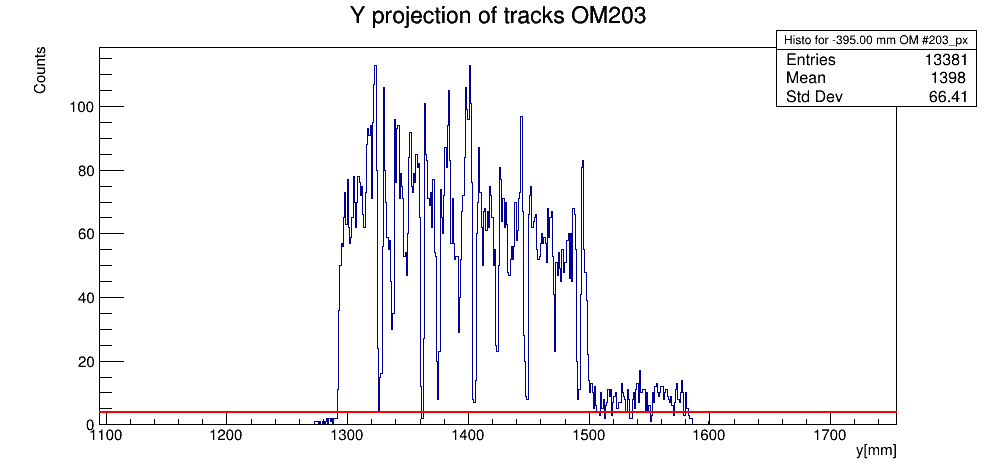 Y projection of tracks OM203
Histo for -395.00 mm OM #203_px
Entries 13381
Mean 1398
Std Dev 66.41
Counts
100
80
60
40
20
0
1100 1200 1300 1400 1500 1600 1700
y[mm]